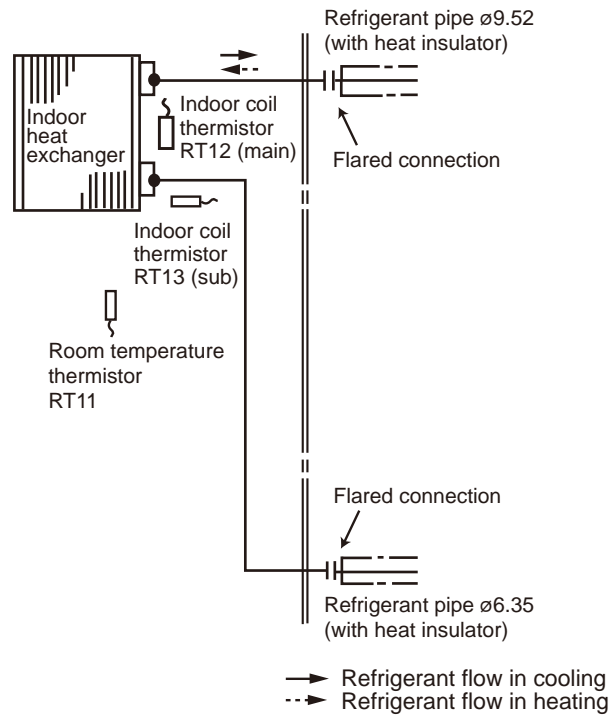 Refrigerant pipe ø9.52
(with heat insulator)
Indoor
heat
exchanger
Indoor coil
thermistor
RT12 (main)
Flared connection
Indoor coil
thermistor
RT13 (sub)
Room temperature
thermistor
RT11
Flared connection
Refrigerant pipe ø6.35
(with heat insulator)
Refrigerant flow in cooling
Refrigerant flow in heating